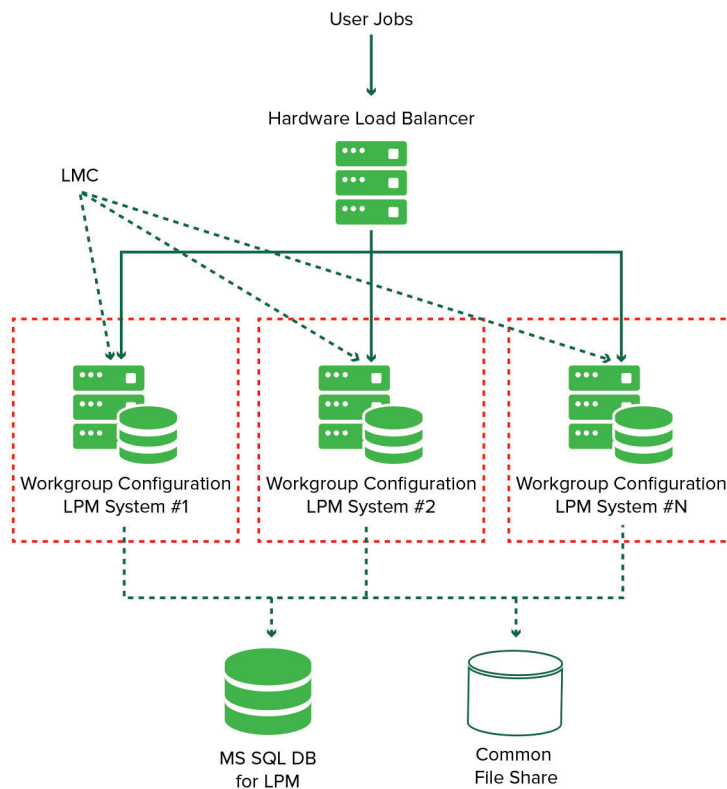 User Jobs
Hardware Load Balancer
LMC
Workgroup Configuration
LPM System #1
Workgroup Configuration
LPM System #2
Workgroup Configuration
LPM System #N
MS SQL DB
for LPM
Common
File Share